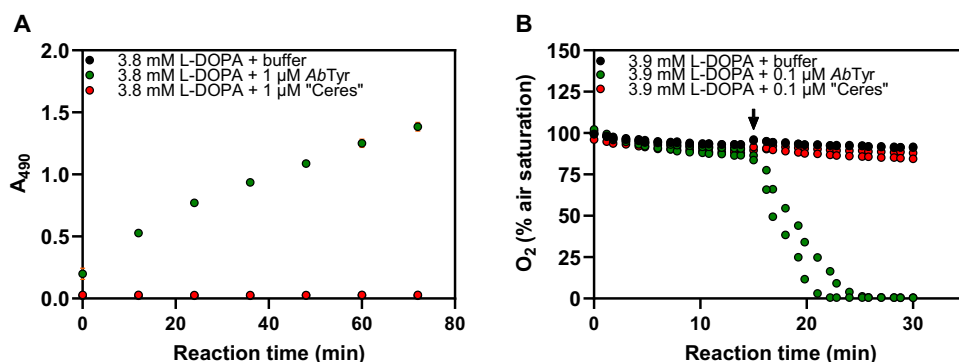 A
2.0
3.8 mM L-DOPA + buffer
3.8 mM L-DOPA + 1 µM AbTyr
3.8 mM L-DOPA + 1 µM "Ceres"
1.5
1.0
0.5
0.0
A490
0 20 40 60 80
Reaction time (min)
B
150
3.9 mM L-DOPA + buffer
3.9 mM L-DOPA + 0.1 µM AbTyr
3.9 mM L-DOPA + 0.1 µM "Ceres"
125
100
75
50
25
0
O2 (% air saturation)
0 10 20 30
Reaction time (min)